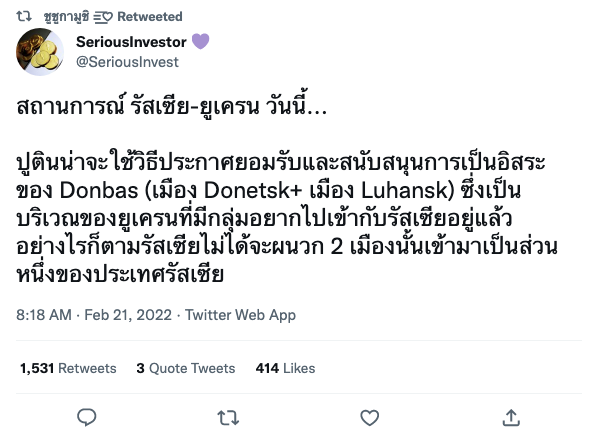 ชูชูกามูชิ Retweeted
SeriousInvestor 💜
@SeriousInvest
สถานการณ์ รัสเซีย-ยูเครน วันนี้...
ปูตินน่าจะใช้วิธีประกาศยอมรับและสนับสนุนการเป็นอิสระ
ของ Donbas (เมือง Donetsk+ เมือง Luhansk) ซึ่งเป็น
บริเวณของยูเครนที่มีกลุ่มอยากไปเข้ากับรัสเซียอยู่แล้ว
อย่างไรก็ตามรัสเซียไม่ได้จะผนวก 2 เมืองนั้นเข้ามาเป็นส่วน
หนึ่งของประเทศรัสเซีย
8:18 AM · Feb 21, 2022 · Twitter Web App
1,531 Retweets 3 Quote Tweets 414 Likes